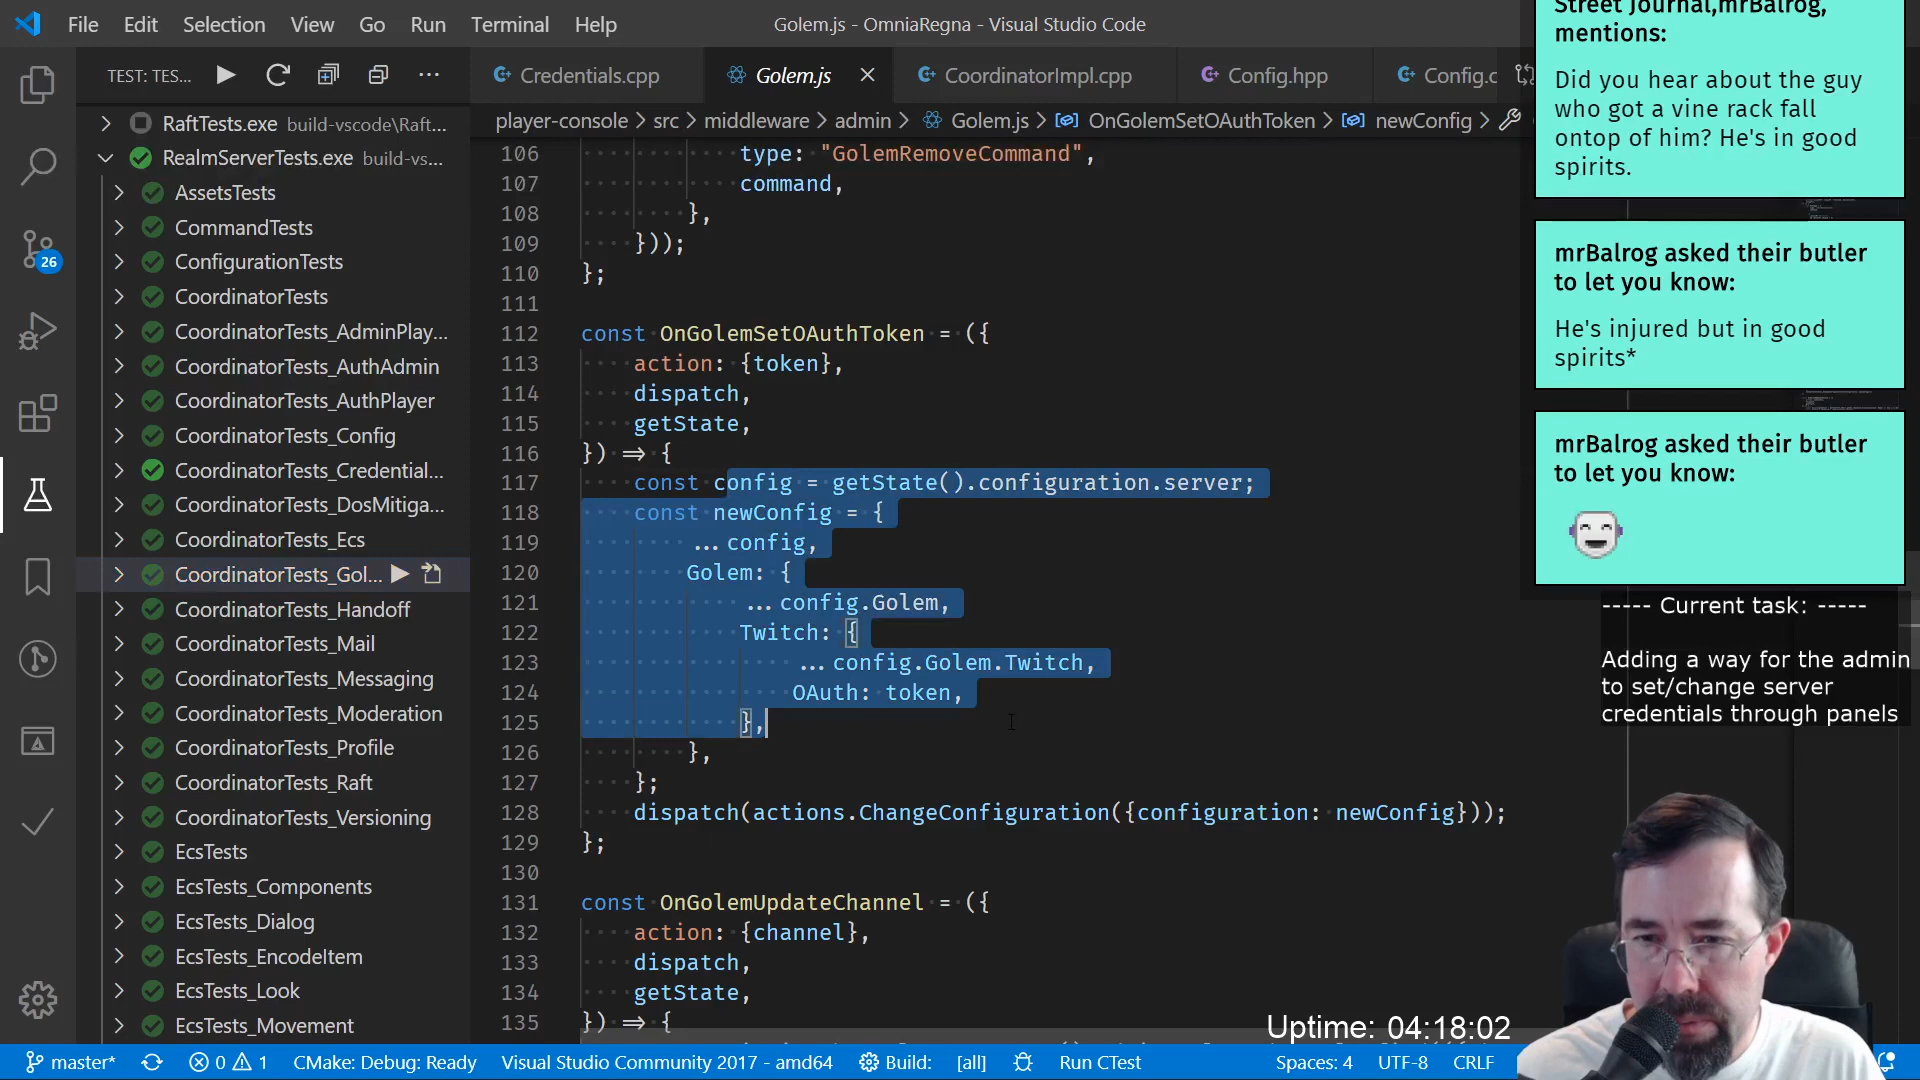 File Edit Selection View Go Run Terminal Help
Golem.js - OmniaRegna - Visual Studio Code
TEST: TES...
Credentials.cpp
Golem.js
CoordinatorImpl.cpp
Config.hpp
Config.c
player-console > src > middleware > admin > Golem.js > OnGolemSetOAuthToken > newConfig >
RaftTests.exe build-vscode\Raft...
RealmServerTests.exe build-vs...
AssetsTests
CommandTests
ConfigurationTests
CoordinatorTests
CoordinatorTests_AdminPlay...
CoordinatorTests_AuthAdmin
CoordinatorTests_AuthPlayer
CoordinatorTests_Config
CoordinatorTests_Credential...
CoordinatorTests_DosMitiga...
CoordinatorTests_Ecs
CoordinatorTests_Gol...
CoordinatorTests_Handoff
CoordinatorTests_Mail
CoordinatorTests_Messaging
CoordinatorTests_Moderation
CoordinatorTests_Profile
CoordinatorTests_Raft
CoordinatorTests_Versioning
EcsTests
EcsTests_Components
EcsTests_Dialog
EcsTests_EncodeItem
EcsTests_Look
EcsTests_Movement
26
106 type: "GolemRemoveCommand",
107 command,
108 },
109 }));
110 };
111
112 const OnGolemSetOAuthToken = ({
113 action: {token},
114 dispatch,
115 getState,
116 }) => {
117 const config = getState().configuration.server;
118 const newConfig = {
119 ...config,
120 Golem: {
121 ...config.Golem,
122 Twitch: {
123 ...config.Golem.Twitch,
124 OAuth: token,
125 },
126 },
127 };
128 dispatch(actions.ChangeConfiguration({configuration: newConfig}));
129 };
130
131 const OnGolemUpdateChannel = ({
132 action: {channel},
133 dispatch,
134 getState,
135 }) => {
Street Journal,mrBalrog,
mentions:
Did you hear about the guy
who got a vine rack fall
ontop of him? He's in good
spirits.
mrBalrog asked their butler
to let you know:
He's injured but in good
spirits*
mrBalrog asked their butler
to let you know:
----- Current task: -----
Adding a way for the admin
to set/change server
credentials through panels
Uptime: 04:18:02
master* 0 1 CMake: Debug: Ready Visual Studio Community 2017 - amd64 Build: [all] Run CTest Spaces: 4 UTF-8 CRLF